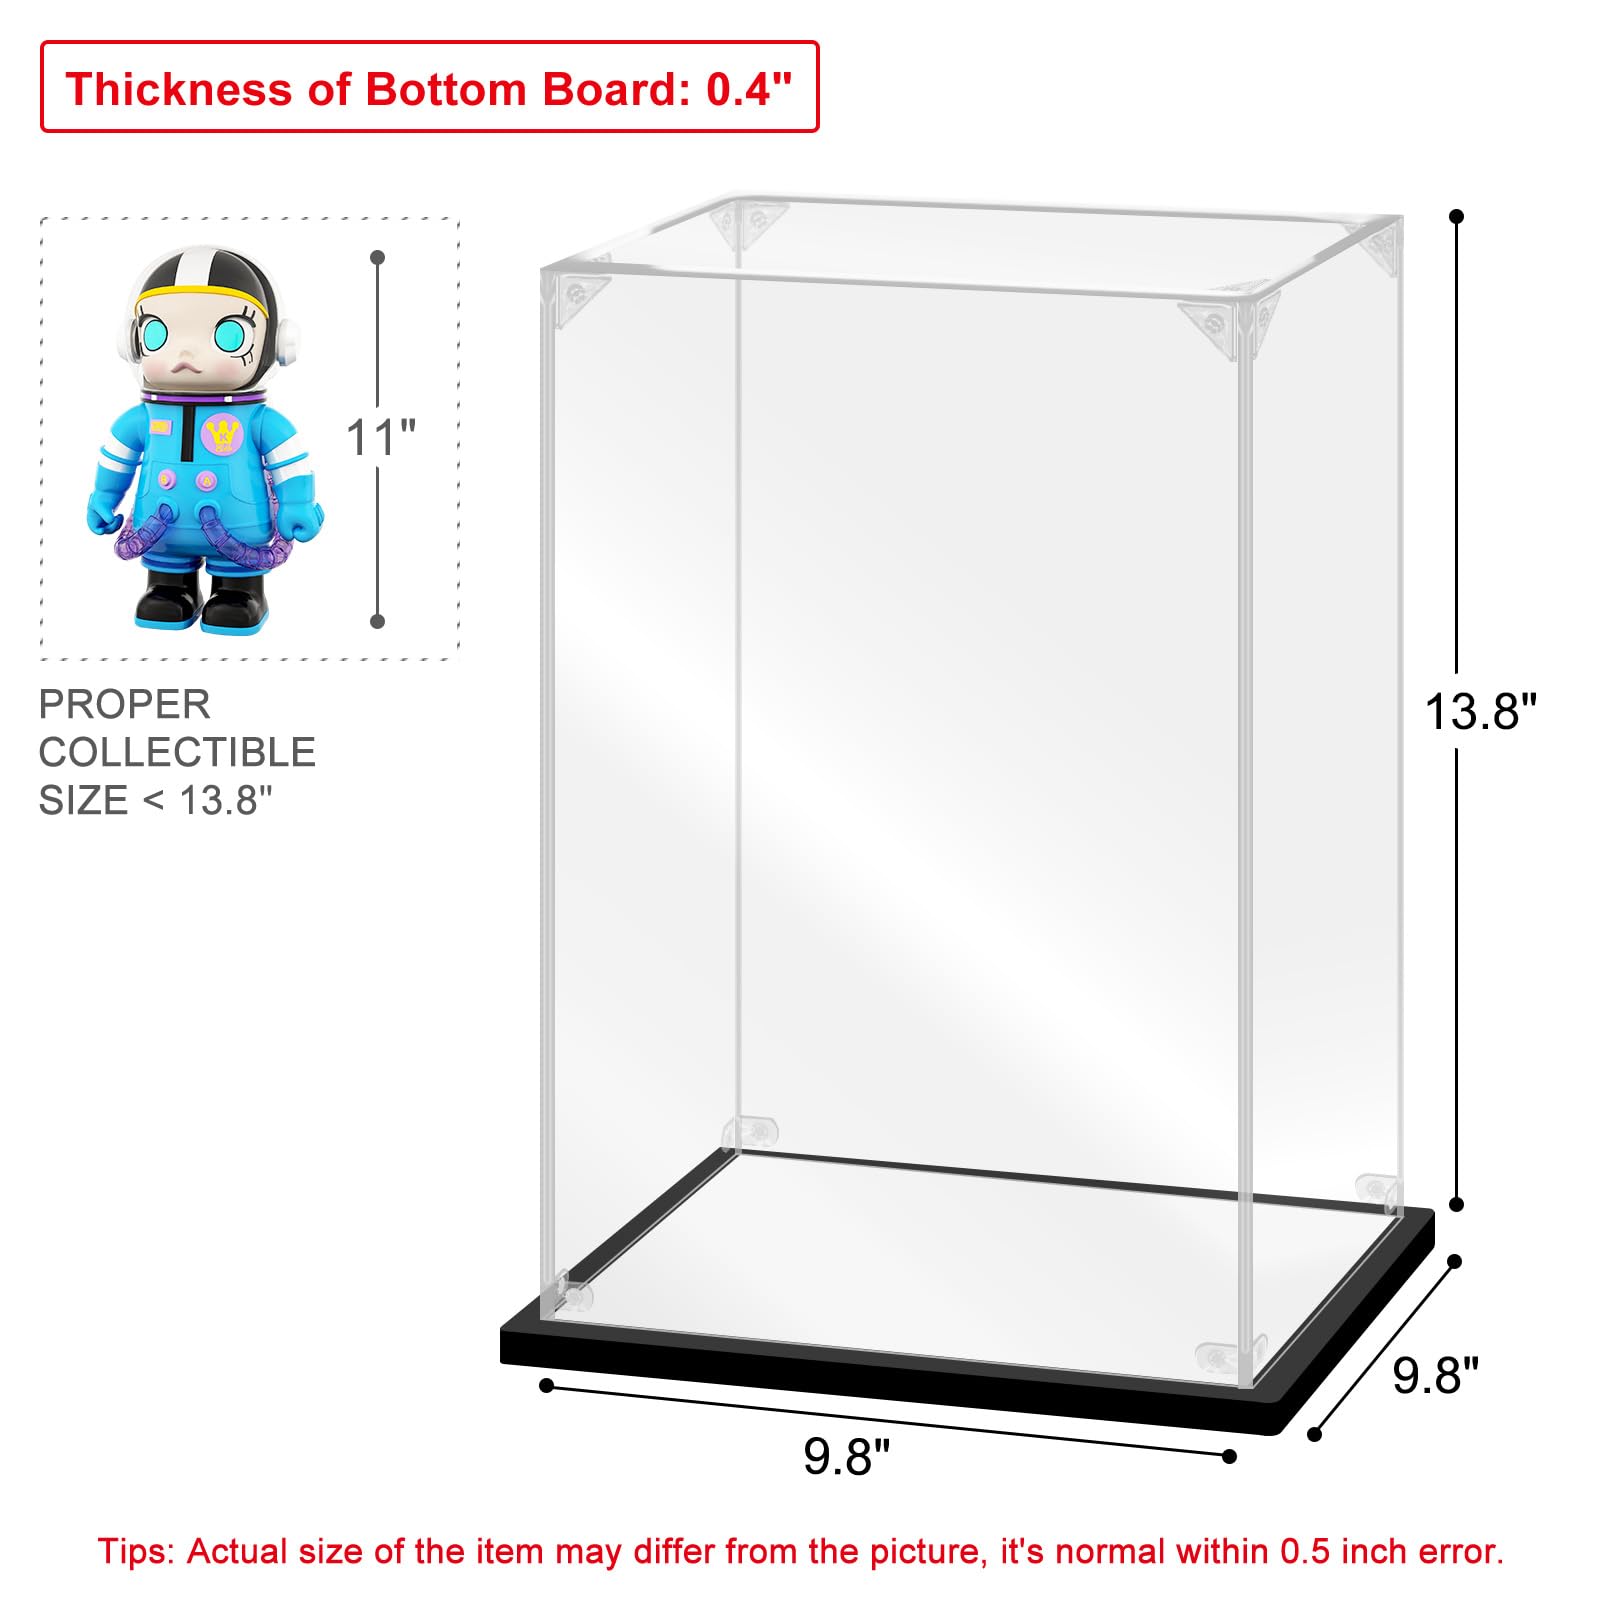 Thickness of Bottom Board: 0.4"
11"
PROPER
COLLECTIBLE
SIZE < 13.8"
13.8"
9.8"
9.8"
Tips: Actual size of the item may differ from the picture, it's normal within 0.5 inch error.